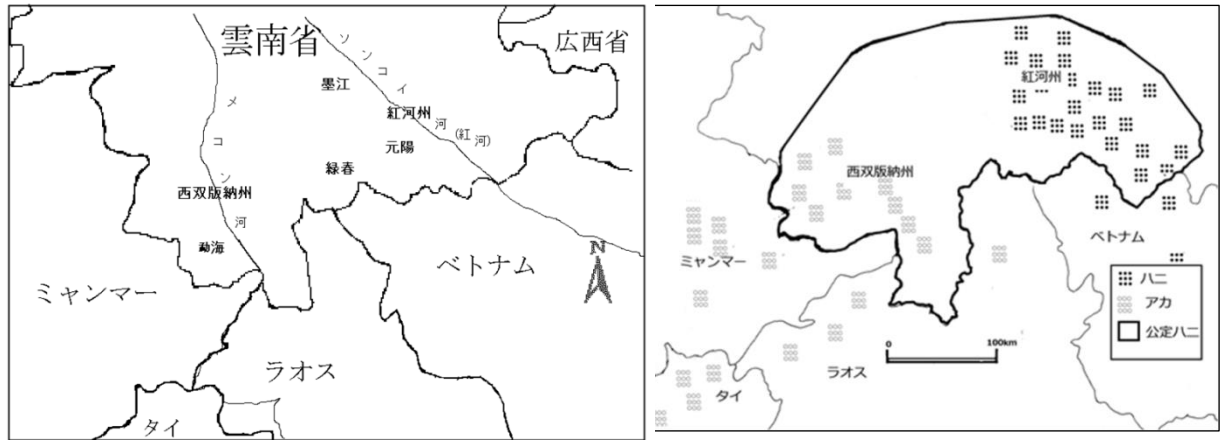 雲南省
広西省
ソンコイ河(紅河)
墨江
メコン河
紅河州
元陽
緑春
西双版納州
勐海
ミャンマー
ベトナム
N
ラオス
タイ
紅河州
西双版納州
ベトナム
ミャンマー
ハニ
アカ
公定ハニ
0 100km
ラオス
タイ